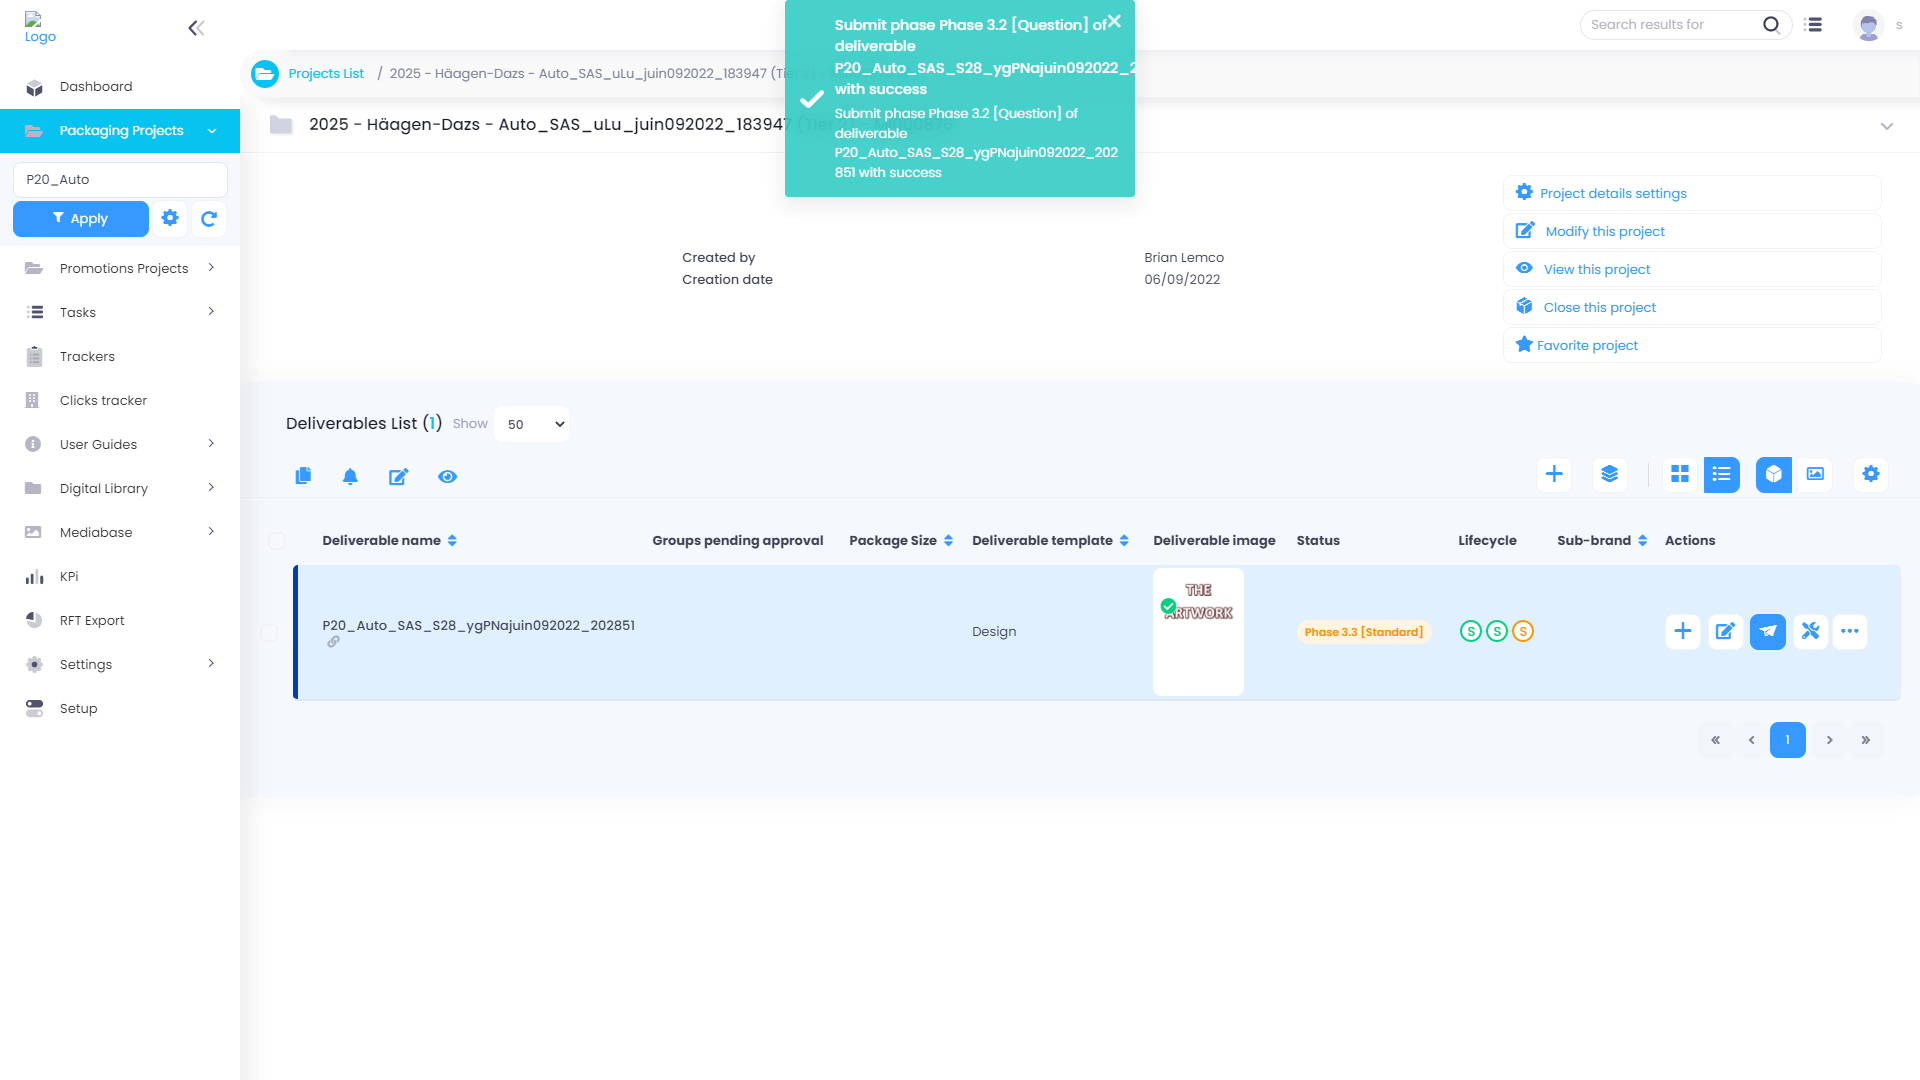 Logo
Dashboard
Packaging Projects
P20_Auto
Apply
Promotions Projects
Tasks
Trackers
Clicks tracker
User Guides
Digital Library
Mediabase
KPi
RFT Export
Settings
Setup
Search results for
s
Projects List / 2025 - Häagen-Dazs - Auto_SAS_uLu_juin092022_183947 (Tier
2025 - Häagen-Dazs - Auto_SAS_uLu_juin092022_183947
Submit phase Phase 3.2 [Question] of
deliverable
P20_Auto_SAS_S28_ygPNajuin092022_2
with success
Submit phase Phase 3.2 [Question] of
deliverable
P20_Auto_SAS_S28_ygPNajuin092022_202
851 with success
Created by Brian Lemco
Creation date 06/09/2022
Project details settings
Modify this project
View this project
Close this project
Favorite project
Deliverables List (1) Show 50
Deliverable name Groups pending approval Package Size Deliverable template Deliverable image Status Lifecycle Sub-brand Actions
P20_Auto_SAS_S28_ygPNajuin092022_202851 Design THE ARTWORK Phase 3.3 [Standard] S S S
« ‹ 1 › »